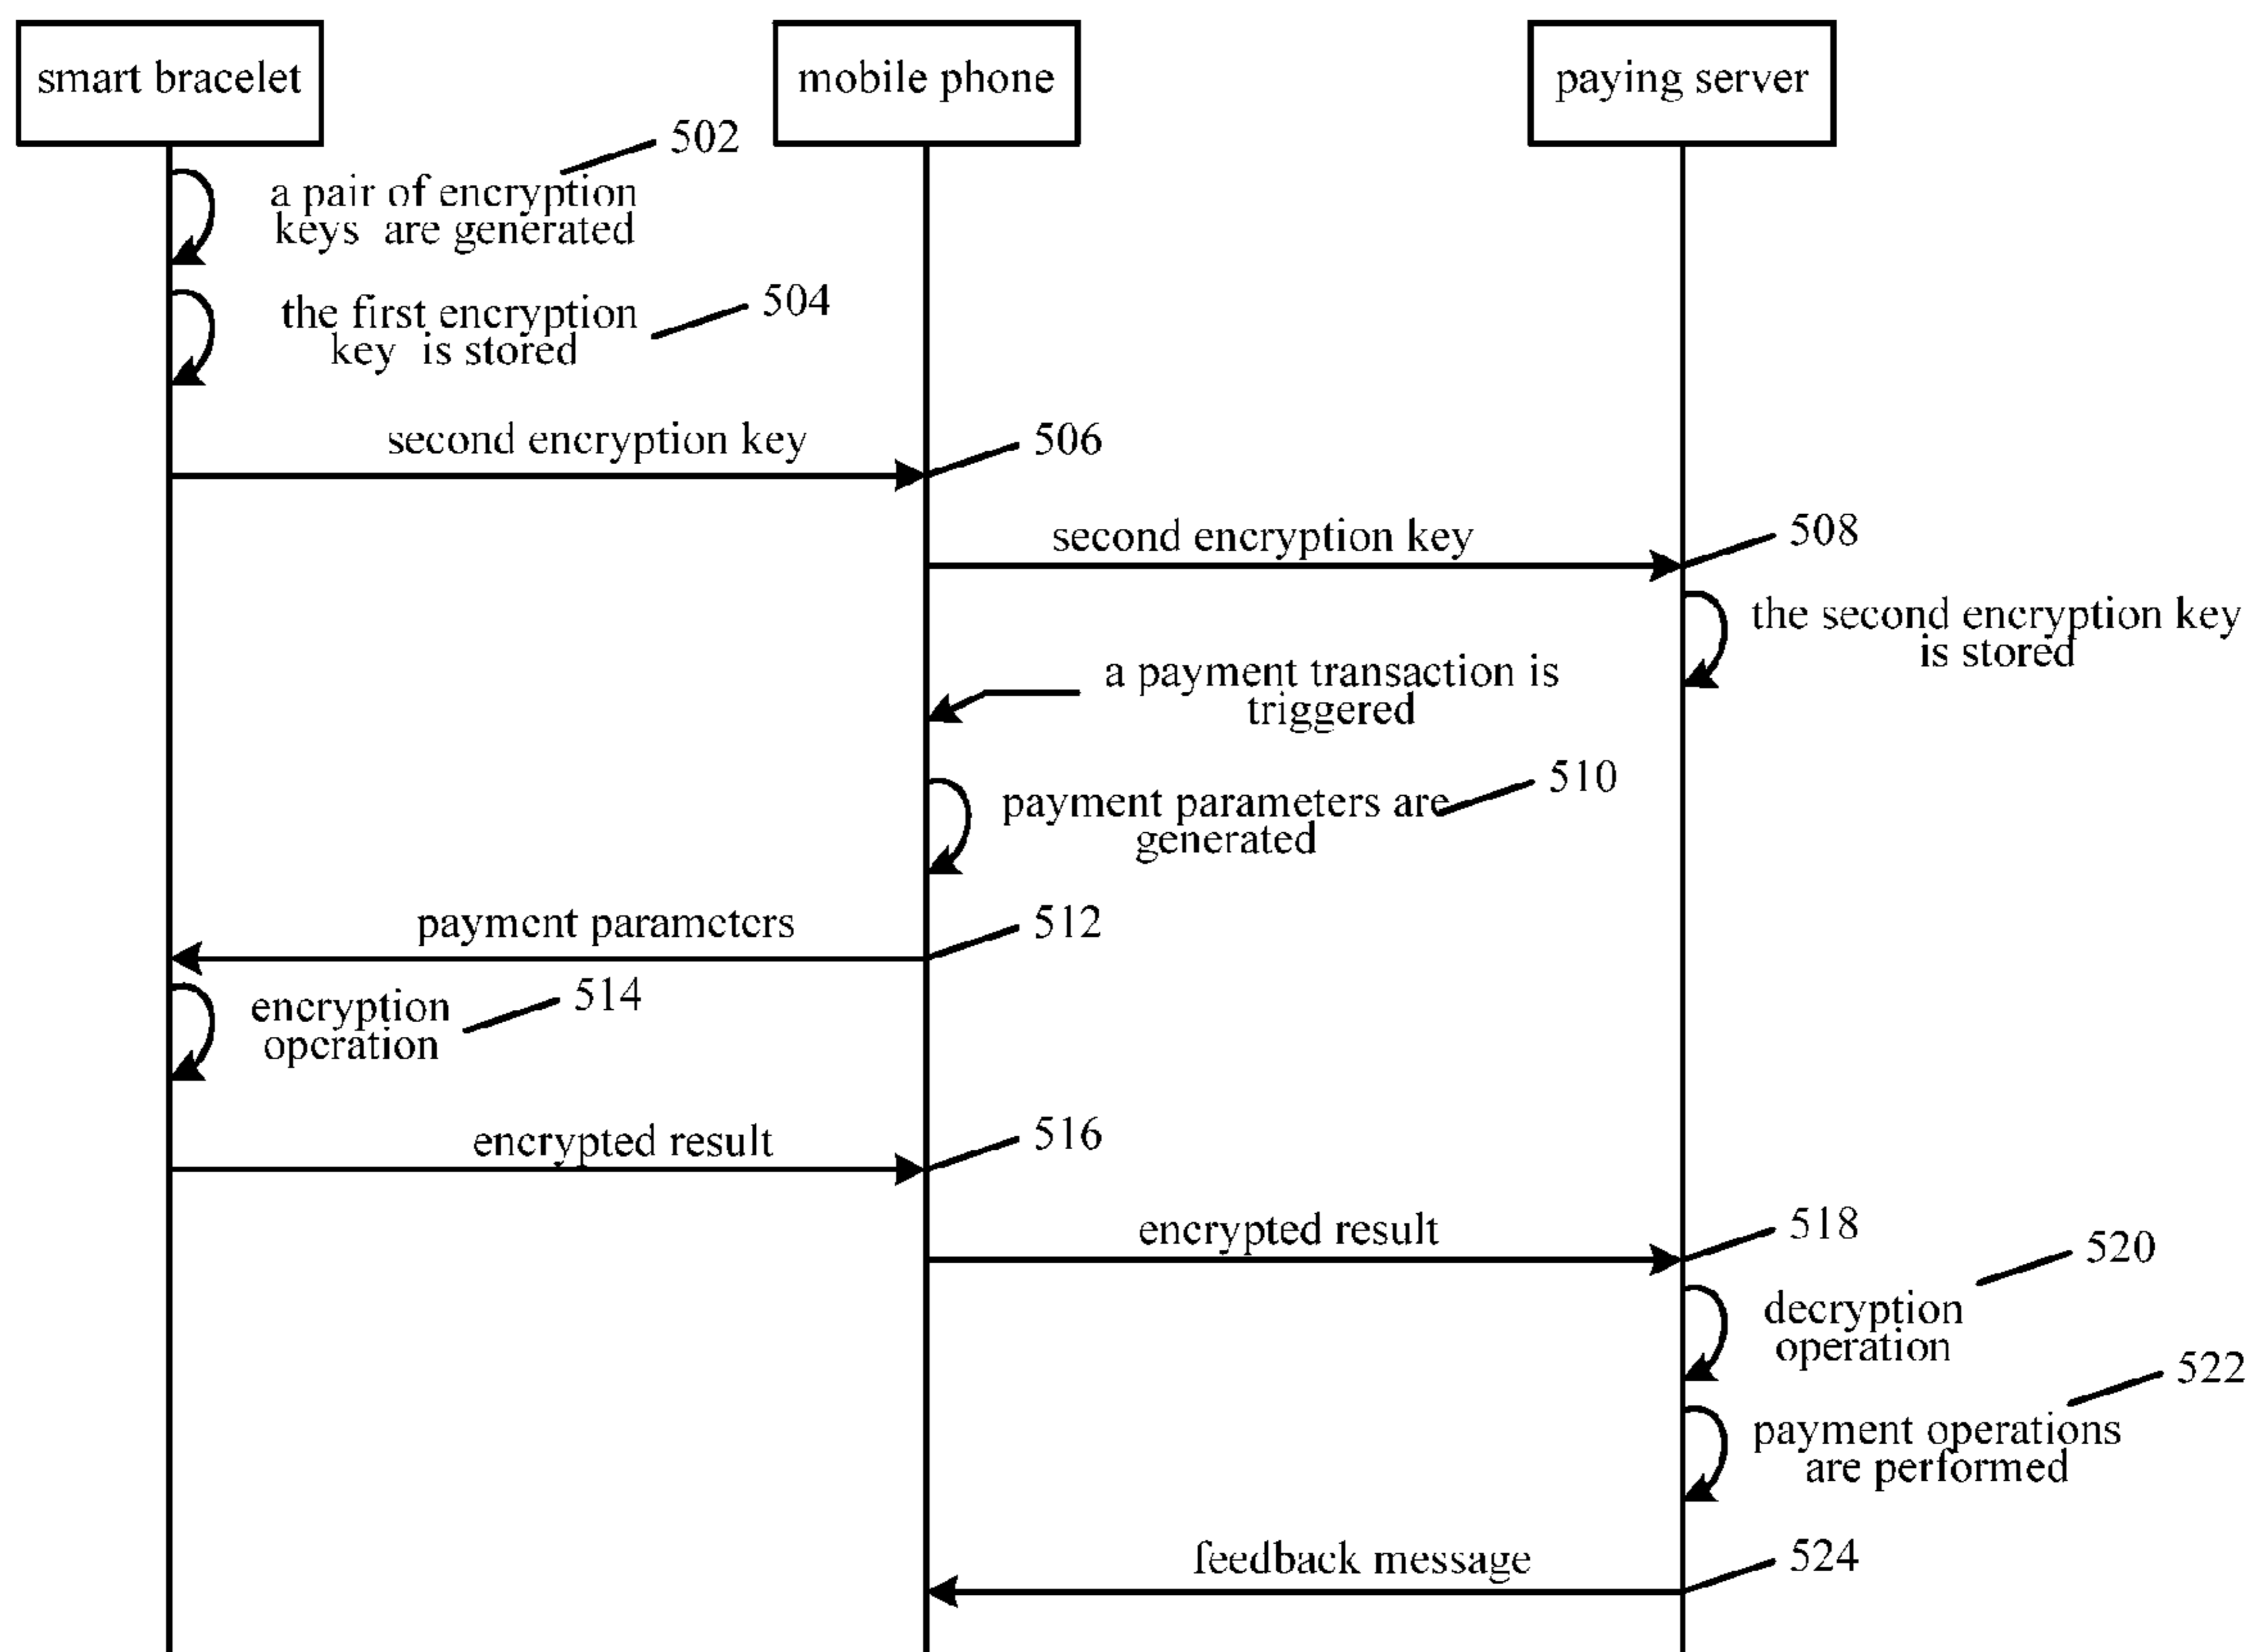 smart bracelet
mobile phone
paying server
502
a pair of encryption
keys are generated
504
the first encryption
key is stored
second encryption key
506
second encryption key
508
the second encryption key
is stored
a payment transaction is
triggered
510
payment parameters are
generated
payment parameters
512
514
encryption
operation
encrypted result
516
encrypted result
518
520
decryption
operation
522
payment operations
are performed
feedback message
524